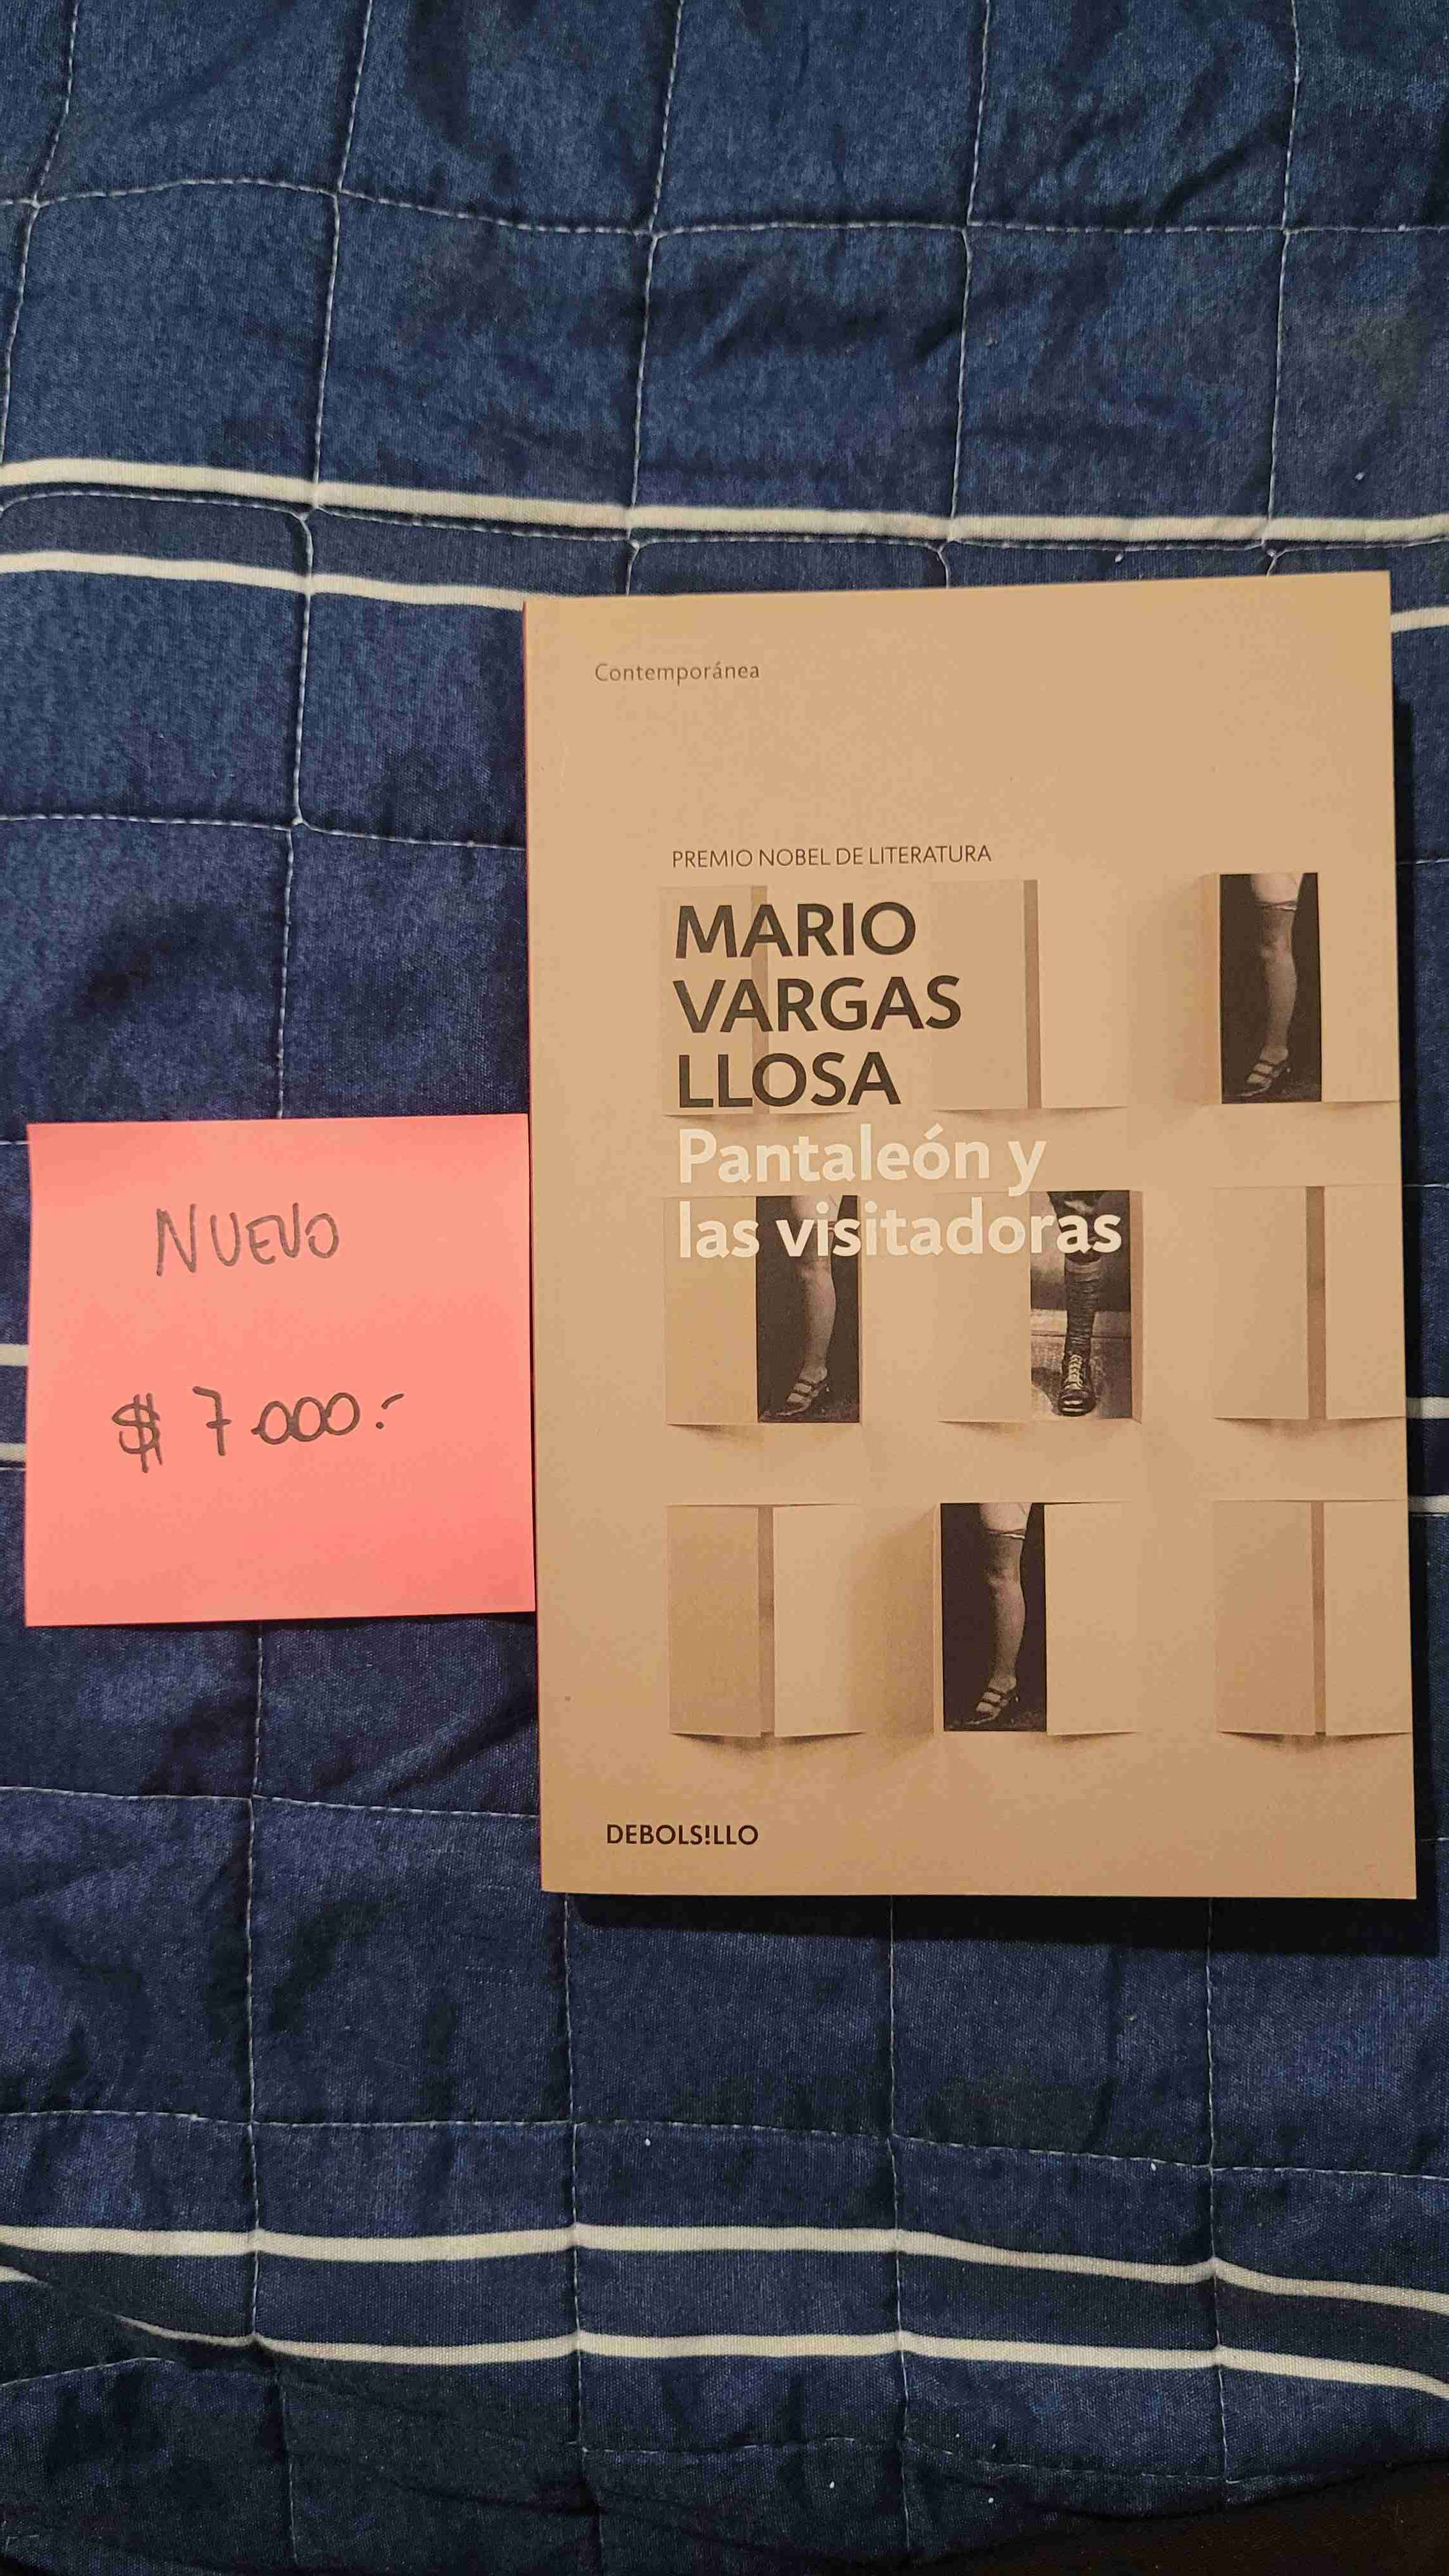 Contemporánea
PREMIO NOBEL DE LITERATURA
MARIO
VARGAS
LLOSA
Pantaleón y
las visitadoras
DEBOLS!LLO
NUEVO
$ 7.000.-